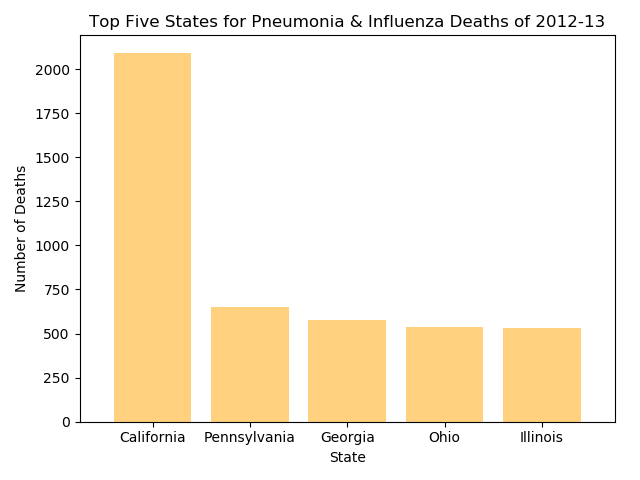 Top Five States for Pneumonia & Influenza Deaths of 2012-13
Number of Deaths
2000
1750
1500
1250
1000
750
500
250
0
California Pennsylvania Georgia Ohio Illinois
State